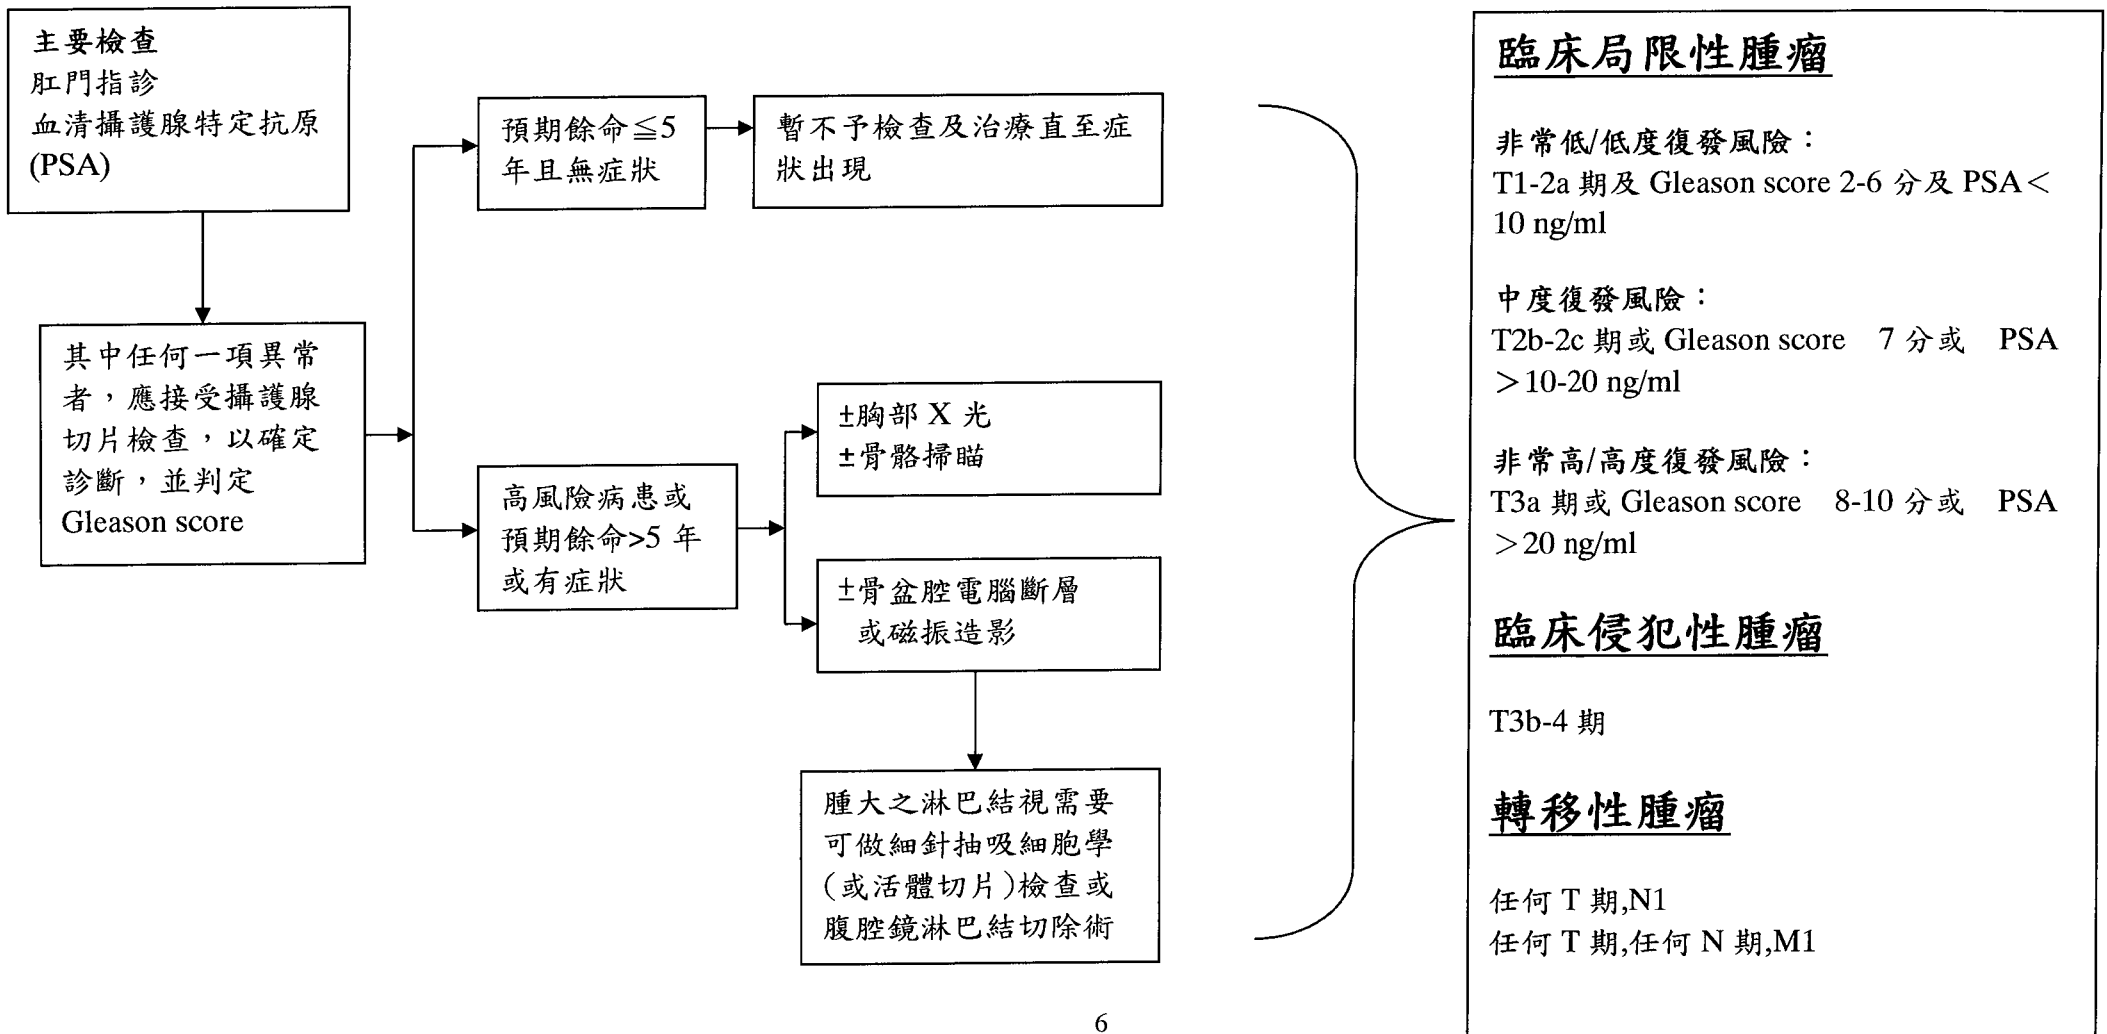 主要檢查
肛門指診
血清攝護腺特定抗原
(PSA)
其中任何一項異常
者，應接受攝護腺
切片檢查，以確定
診斷，並判定
Gleason score
預期餘命≦5
年且無症狀
暫不予檢查及治療直至症
狀出現
高風險病患或
預期餘命>5 年
或有症狀
±胸部 X 光
±骨骼掃瞄
±骨盆腔電腦斷層
或磁振造影
腫大之淋巴結視需要
可做細針抽吸細胞學
(或活體切片)檢查或
腹腔鏡淋巴結切除術
臨床局限性腫瘤
非常低/低度復發風險：
T1-2a 期及 Gleason score 2-6 分及 PSA＜
10 ng/ml
中度復發風險：
T2b-2c 期或 Gleason score 7 分或 PSA
＞10-20 ng/ml
非常高/高度復發風險：
T3a 期或 Gleason score 8-10 分或 PSA
＞20 ng/ml
臨床侵犯性腫瘤
T3b-4 期
轉移性腫瘤
任何 T 期,N1
任何 T 期,任何 N 期,M1
6